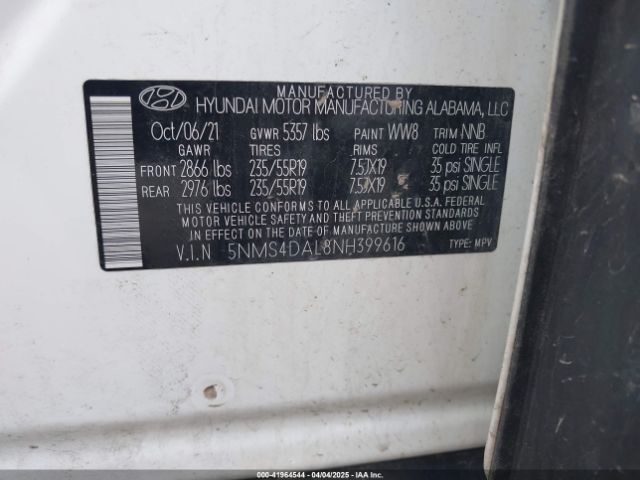 MANUFACTURED BY
HYUNDAI MOTOR MANUFACTURING ALABAMA, LLC
Oct/06/21 GVWR 5357 lbs PAINT WW8 TRIM NNB
GAWR TIRES RIMS COLD TIRE INFL
FRONT 2866 lbs 235/55R19 7.5JX19 35 psi SINGLE
REAR 2976 lbs 235/55R19 7.5JX19 35 psi SINGLE
THIS VEHICLE CONFORMS TO ALL APPLICABLE U.S.A. FEDERAL
MOTOR VEHICLE SAFETY AND THEFT PREVENTION STANDARDS
IN EFFECT ON THE DATE OF MANUFACTURE SHOWN ABOVE.
V.I.N 5NMS4DAL8NH399616 TYPE: MPV
000-41964544 - 04/04/2025 - IAAI.COM